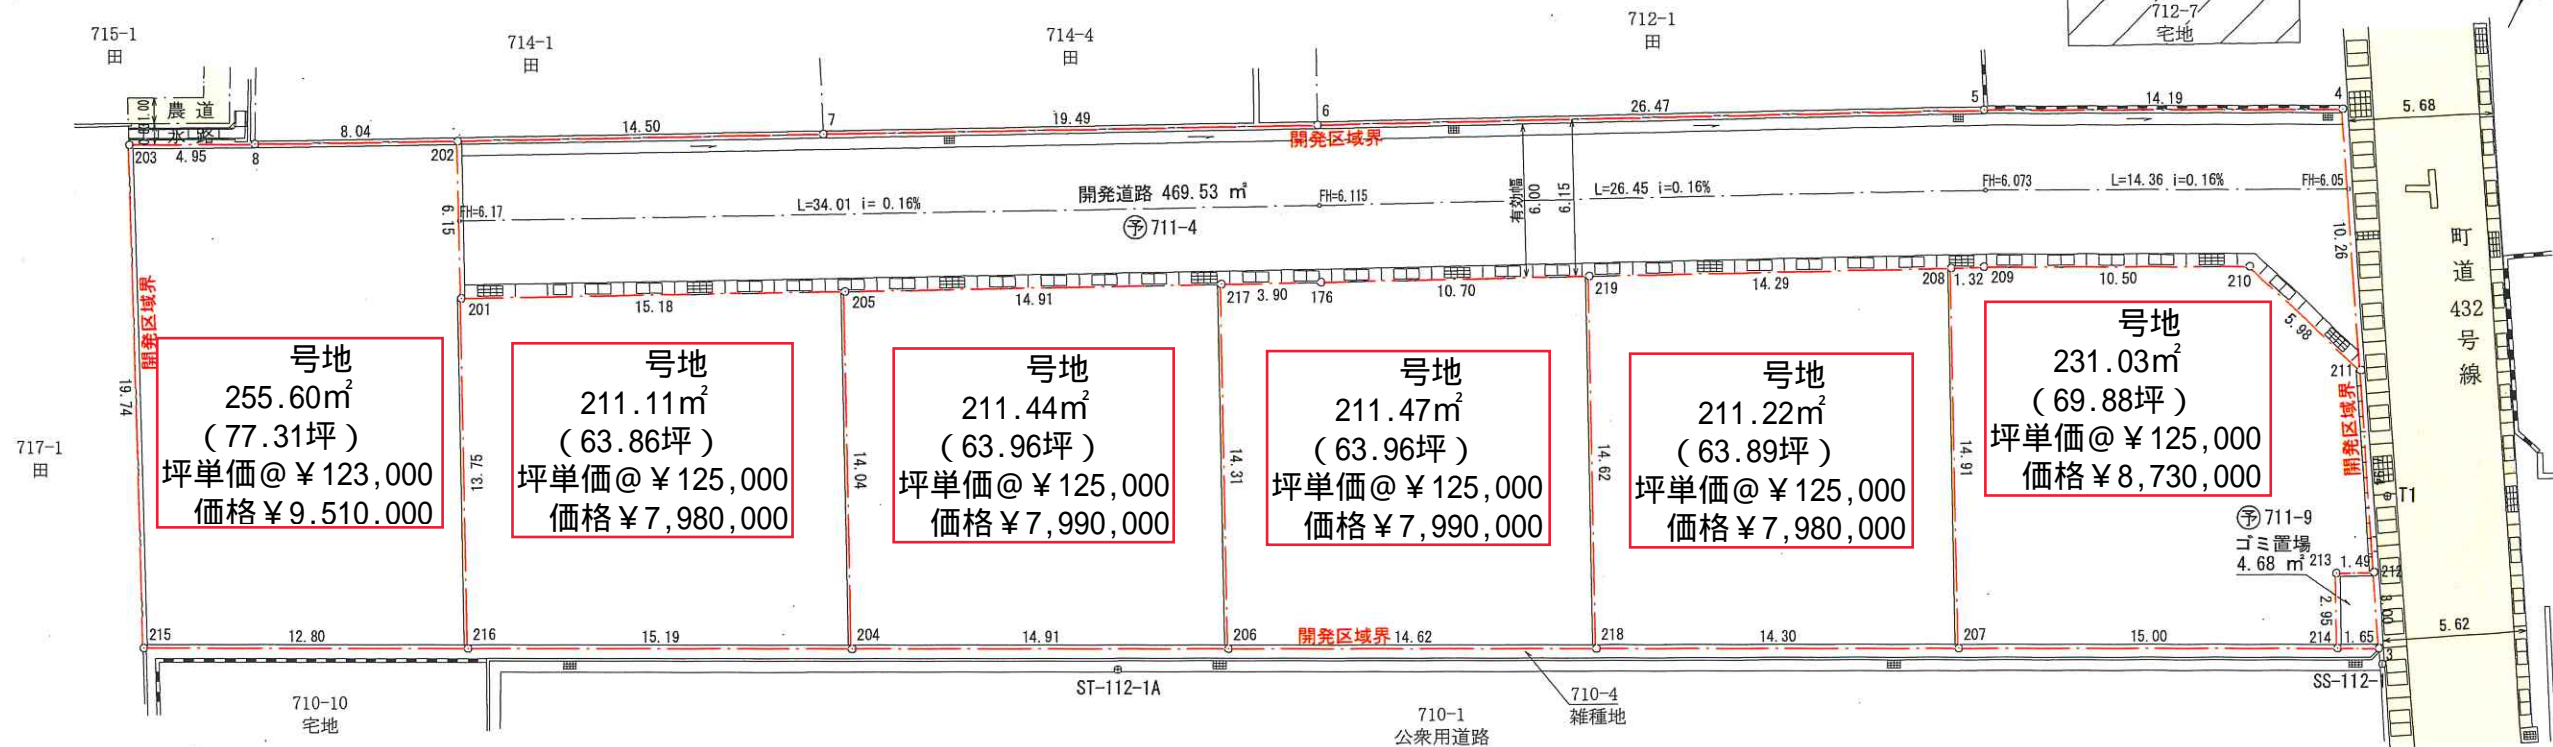 715-1
田
714-1
田
714-4
田
712-1
田
712-7
宅地
農道
水路
1.00
203
4.95
8
8.04
202
14.50
7
19.49
6
開発区域界
26.47
5
14.19
4
5.68
6.15
FH=6.17
L=34.01 i= 0.16%
開発道路 469.53 ㎡
予 711-4
FH=6.115
有効幅
6.00
6.15
L=26.45 i=0.16%
FH=6.073
L=14.36 i=0.16%
FH=6.05
10.26
町道432号線
201
15.18
205
14.91
217
3.90
176
10.70
219
14.29
208
1.32
209
10.50
210
5.98
211
開発区域界
19.74
717-1
田
号地
255.60㎡
(77.31坪)
坪単価@¥123,000
価格¥9.510.000
13.75
号地
211.11㎡
(63.86坪)
坪単価@¥125,000
価格¥7,980,000
14.04
号地
211.44㎡
(63.96坪)
坪単価@¥125,000
価格¥7,990,000
14.31
号地
211.47㎡
(63.96坪)
坪単価@¥125,000
価格¥7,990,000
14.62
号地
211.22㎡
(63.89坪)
坪単価@¥125,000
価格¥7,980,000
14.91
号地
231.03㎡
(69.88坪)
坪単価@¥125,000
価格¥8,730,000
開発区域界
T1
予 711-9
ゴミ置場
4.68 ㎡
213
1.49
212
2.95
3.00
215
12.80
216
15.19
204
14.91
206
開発区域界
14.62
218
14.30
207
15.00
214
1.65
5.62
3
710-10
宅地
ST-112-1A
710-1
公衆用道路
710-4
雑種地
SS-112-1